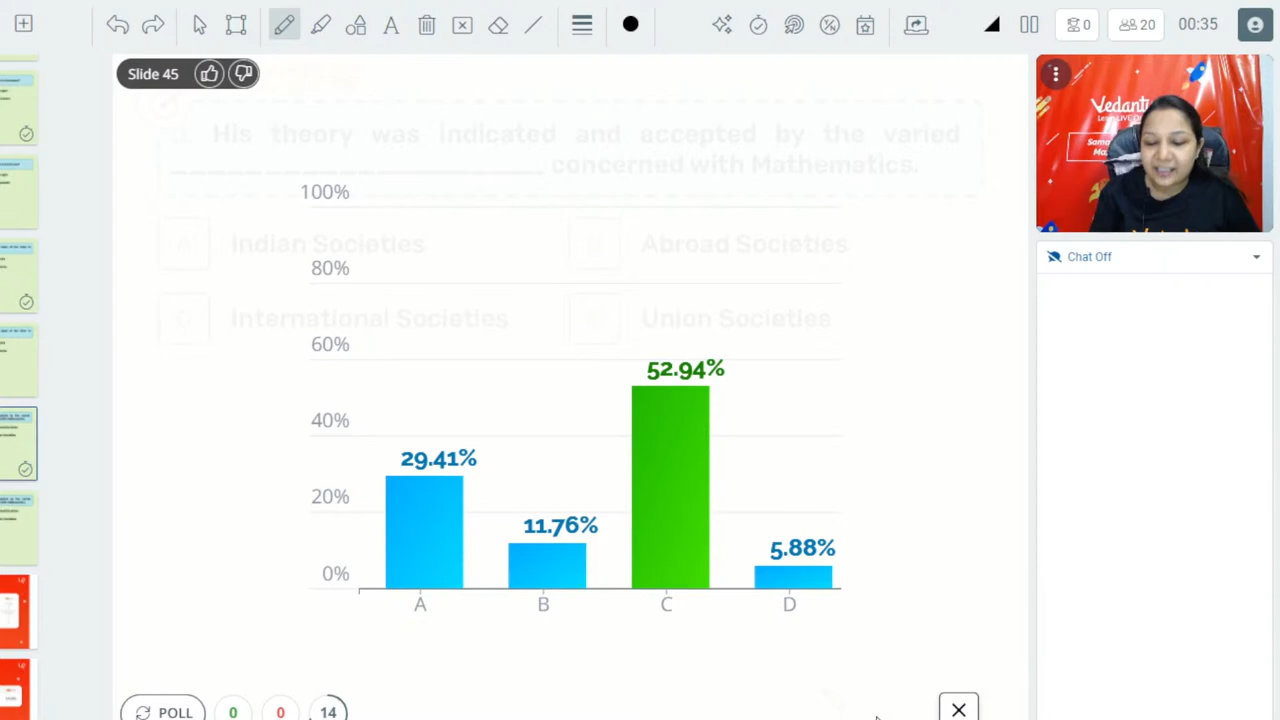 0
20
00:35
Slide 45
His theory was Indicated and accepted by the varied
____________________ concerned with Mathematics.
A Indian Societies
Abroad Societies
International Societies
Union Societies
100%
80%
60%
40%
20%
0%
29.41%
11.76%
52.94%
5.88%
A
B
C
D
POLL
0
0
14
Vedant
Chat Off